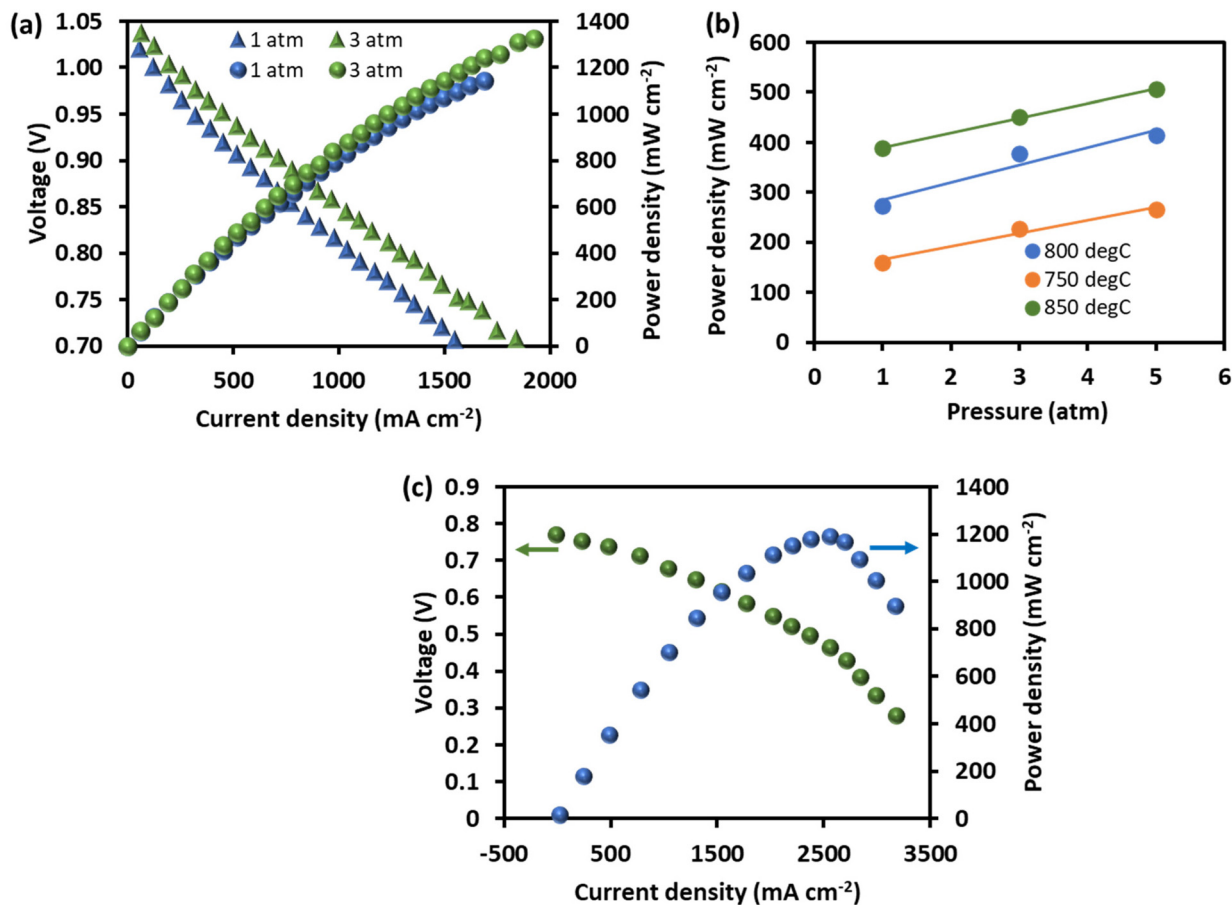 (a)
1.05
1.00
0.95
0.90
0.85
0.80
0.75
0.70
Voltage (V)
1 atm 3 atm
1 atm 3 atm
1400
1200
1000
800
600
400
200
0
Power density (mW cm-2)
0 500 1000 1500 2000
Current density (mA cm-2)
(b)
600
500
400
300
200
100
0
Power density (mW cm-2)
800 degC
750 degC
850 degC
0 1 2 3 4 5 6
Pressure (atm)
(c)
0.9
0.8
0.7
0.6
0.5
0.4
0.3
0.2
0.1
0
Voltage (V)
1400
1200
1000
800
600
400
200
0
Power density (mW cm-2)
-500 500 1500 2500 3500
Current density (mA cm-2)